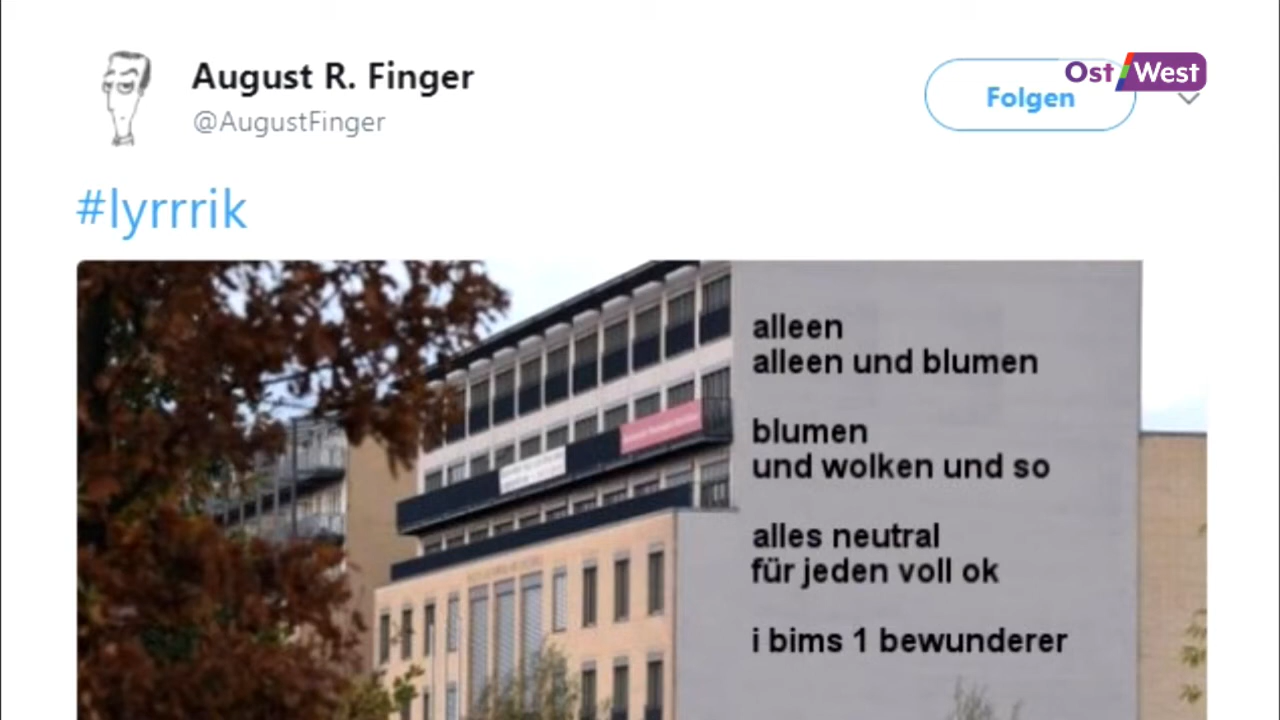 August R. Finger
@AugustFinger
Folgen
Ost West
#lyrrrik
alleen
alleen und blumen
blumen
und wolken und so
alles neutral
für jeden voll ok
i bims 1 bewunderer